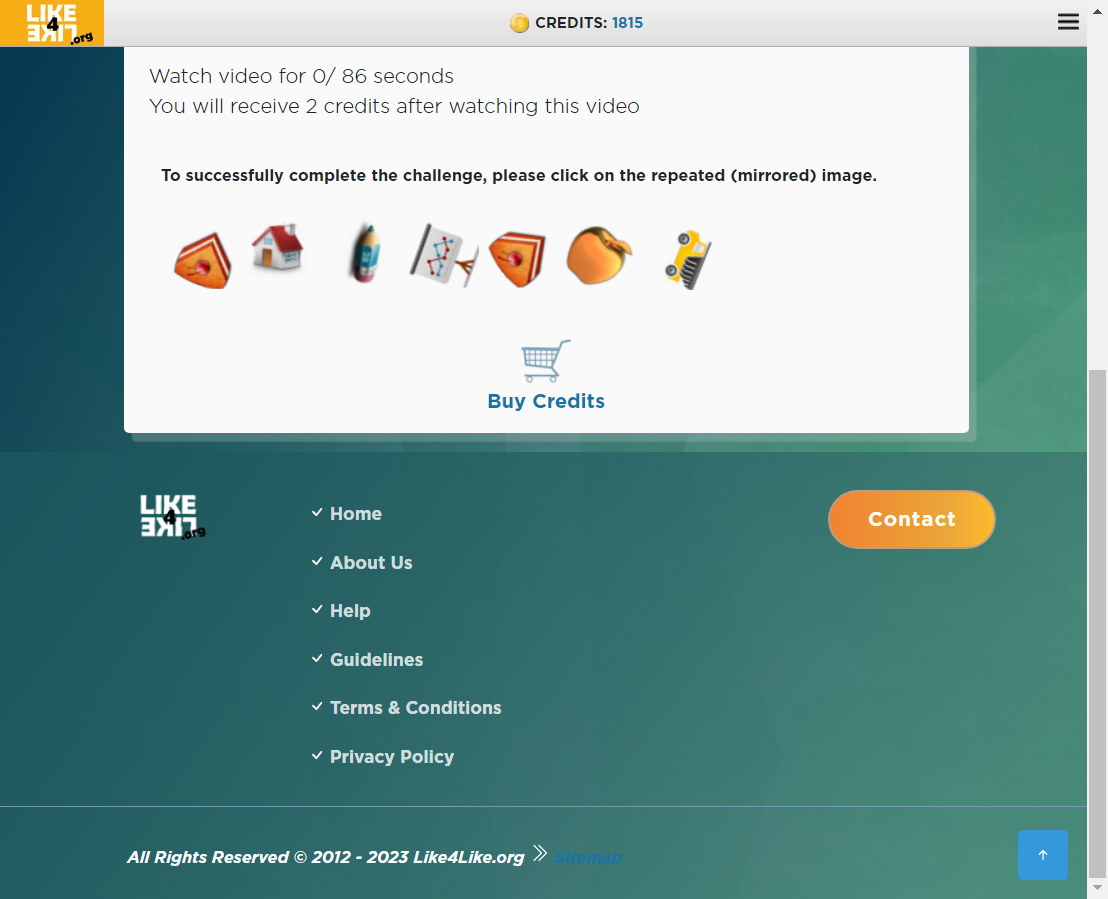 LIKE
4
LIKE
.org
CREDITS: 1815
Watch video for 0/ 86 seconds
You will receive 2 credits after watching this video
To successfully complete the challenge, please click on the repeated (mirrored) image.
Buy Credits
LIKE
4
LIKE
.org
Home
About Us
Help
Guidelines
Terms & Conditions
Privacy Policy
Contact
All Rights Reserved © 2012 - 2023 Like4Like.org Sitemap